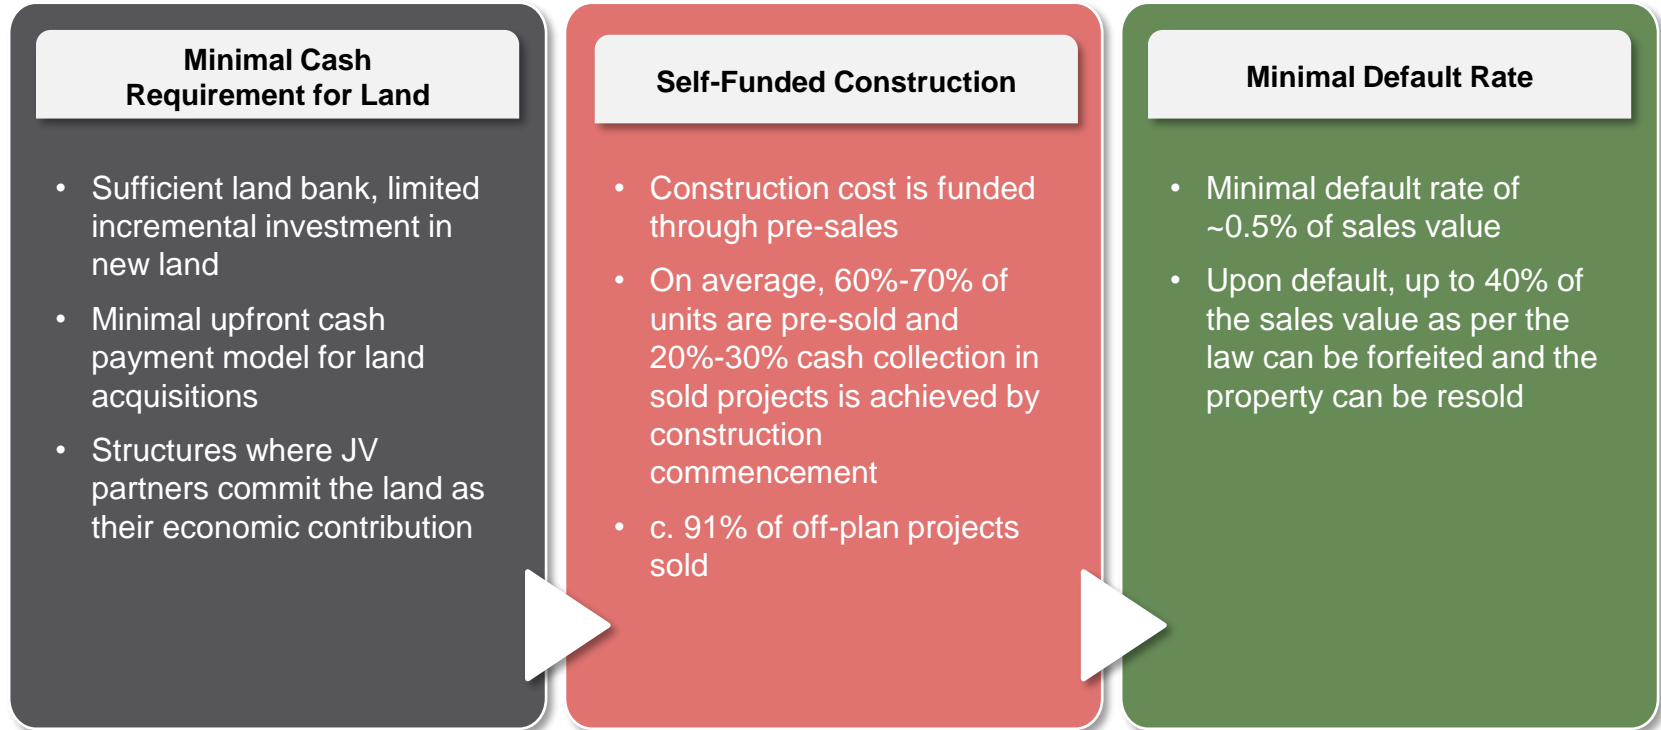 Minimal Cash
Requirement for Land
• Sufficient land bank, limited
incremental investment in
new land
• Minimal upfront cash
payment model for land
acquisitions
• Structures where JV
partners commit the land as
their economic contribution
Self-Funded Construction
• Construction cost is funded
through pre-sales
• On average, 60%-70% of
units are pre-sold and
20%-30% cash collection in
sold projects is achieved by
construction
commencement
• c. 91% of off-plan projects
sold
Minimal Default Rate
• Minimal default rate of
~0.5% of sales value
• Upon default, up to 40% of
the sales value as per the
law can be forfeited and the
property can be resold